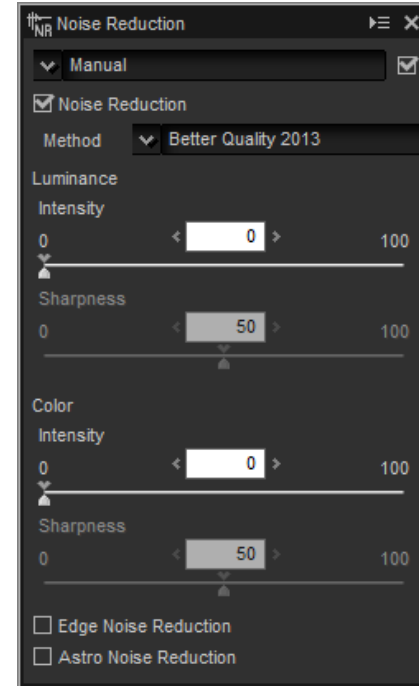 NR Noise Reduction
Manual
Noise Reduction
Method Better Quality 2013
Luminance
Intensity
0 0 100
Sharpness
0 50 100
Color
Intensity
0 0 100
Sharpness
0 50 100
Edge Noise Reduction
Astro Noise Reduction